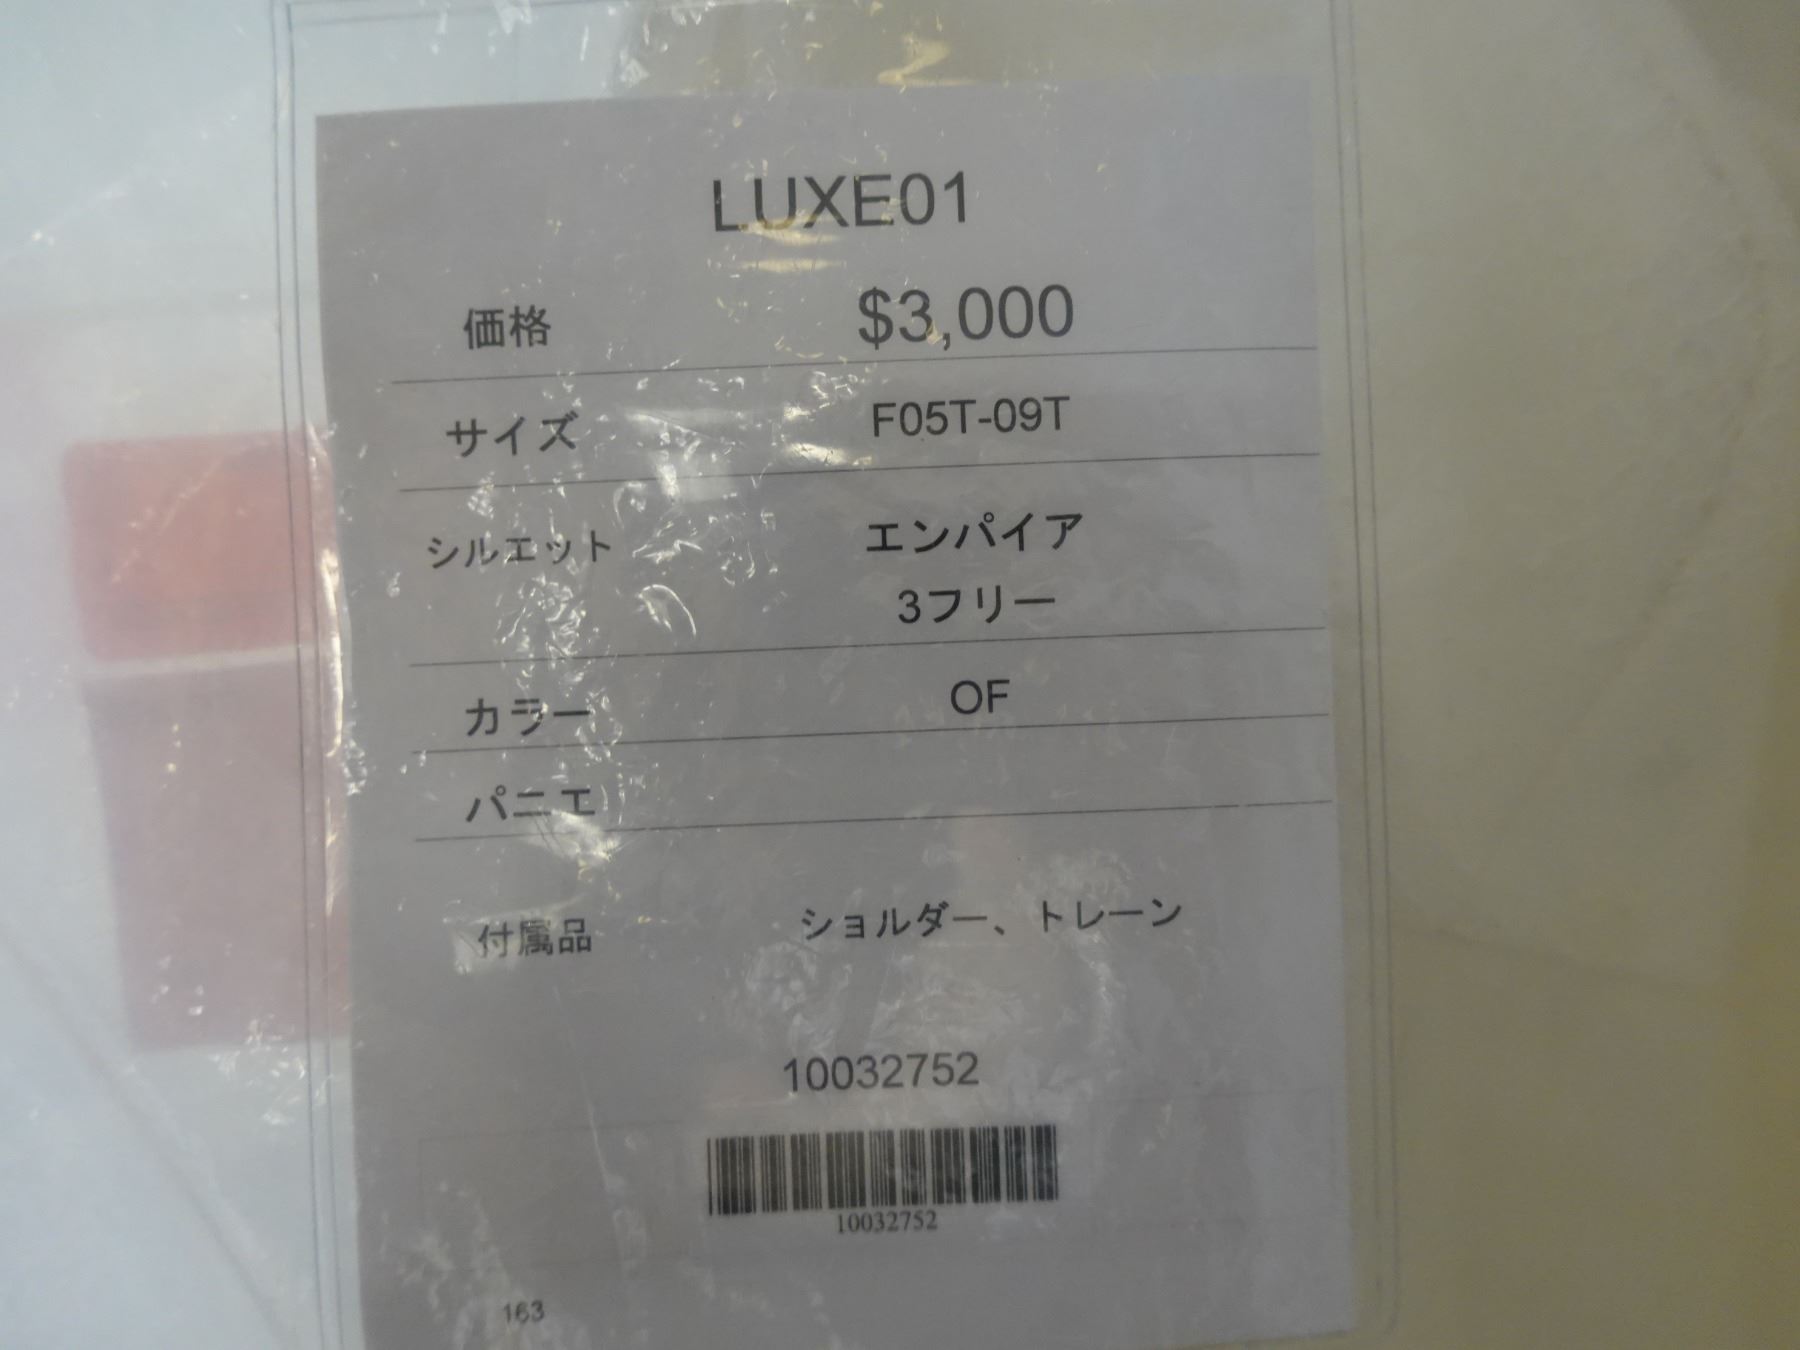 LUXE01
価格 $3,000
サイズ F05T-09T
シルエット エンパイア
3フリー
カラー OF
パニエ
付属品 ショルダー、トレーン
10032752
10032752
163